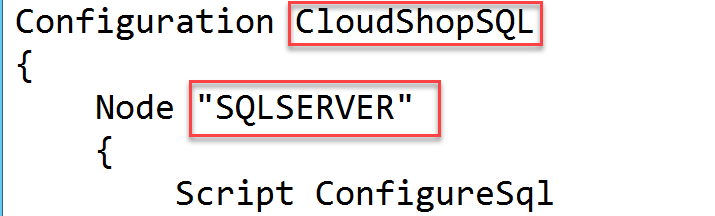 Configuration CloudShopSQL
{
Node "SQLSERVER"
{
Script ConfigureSql